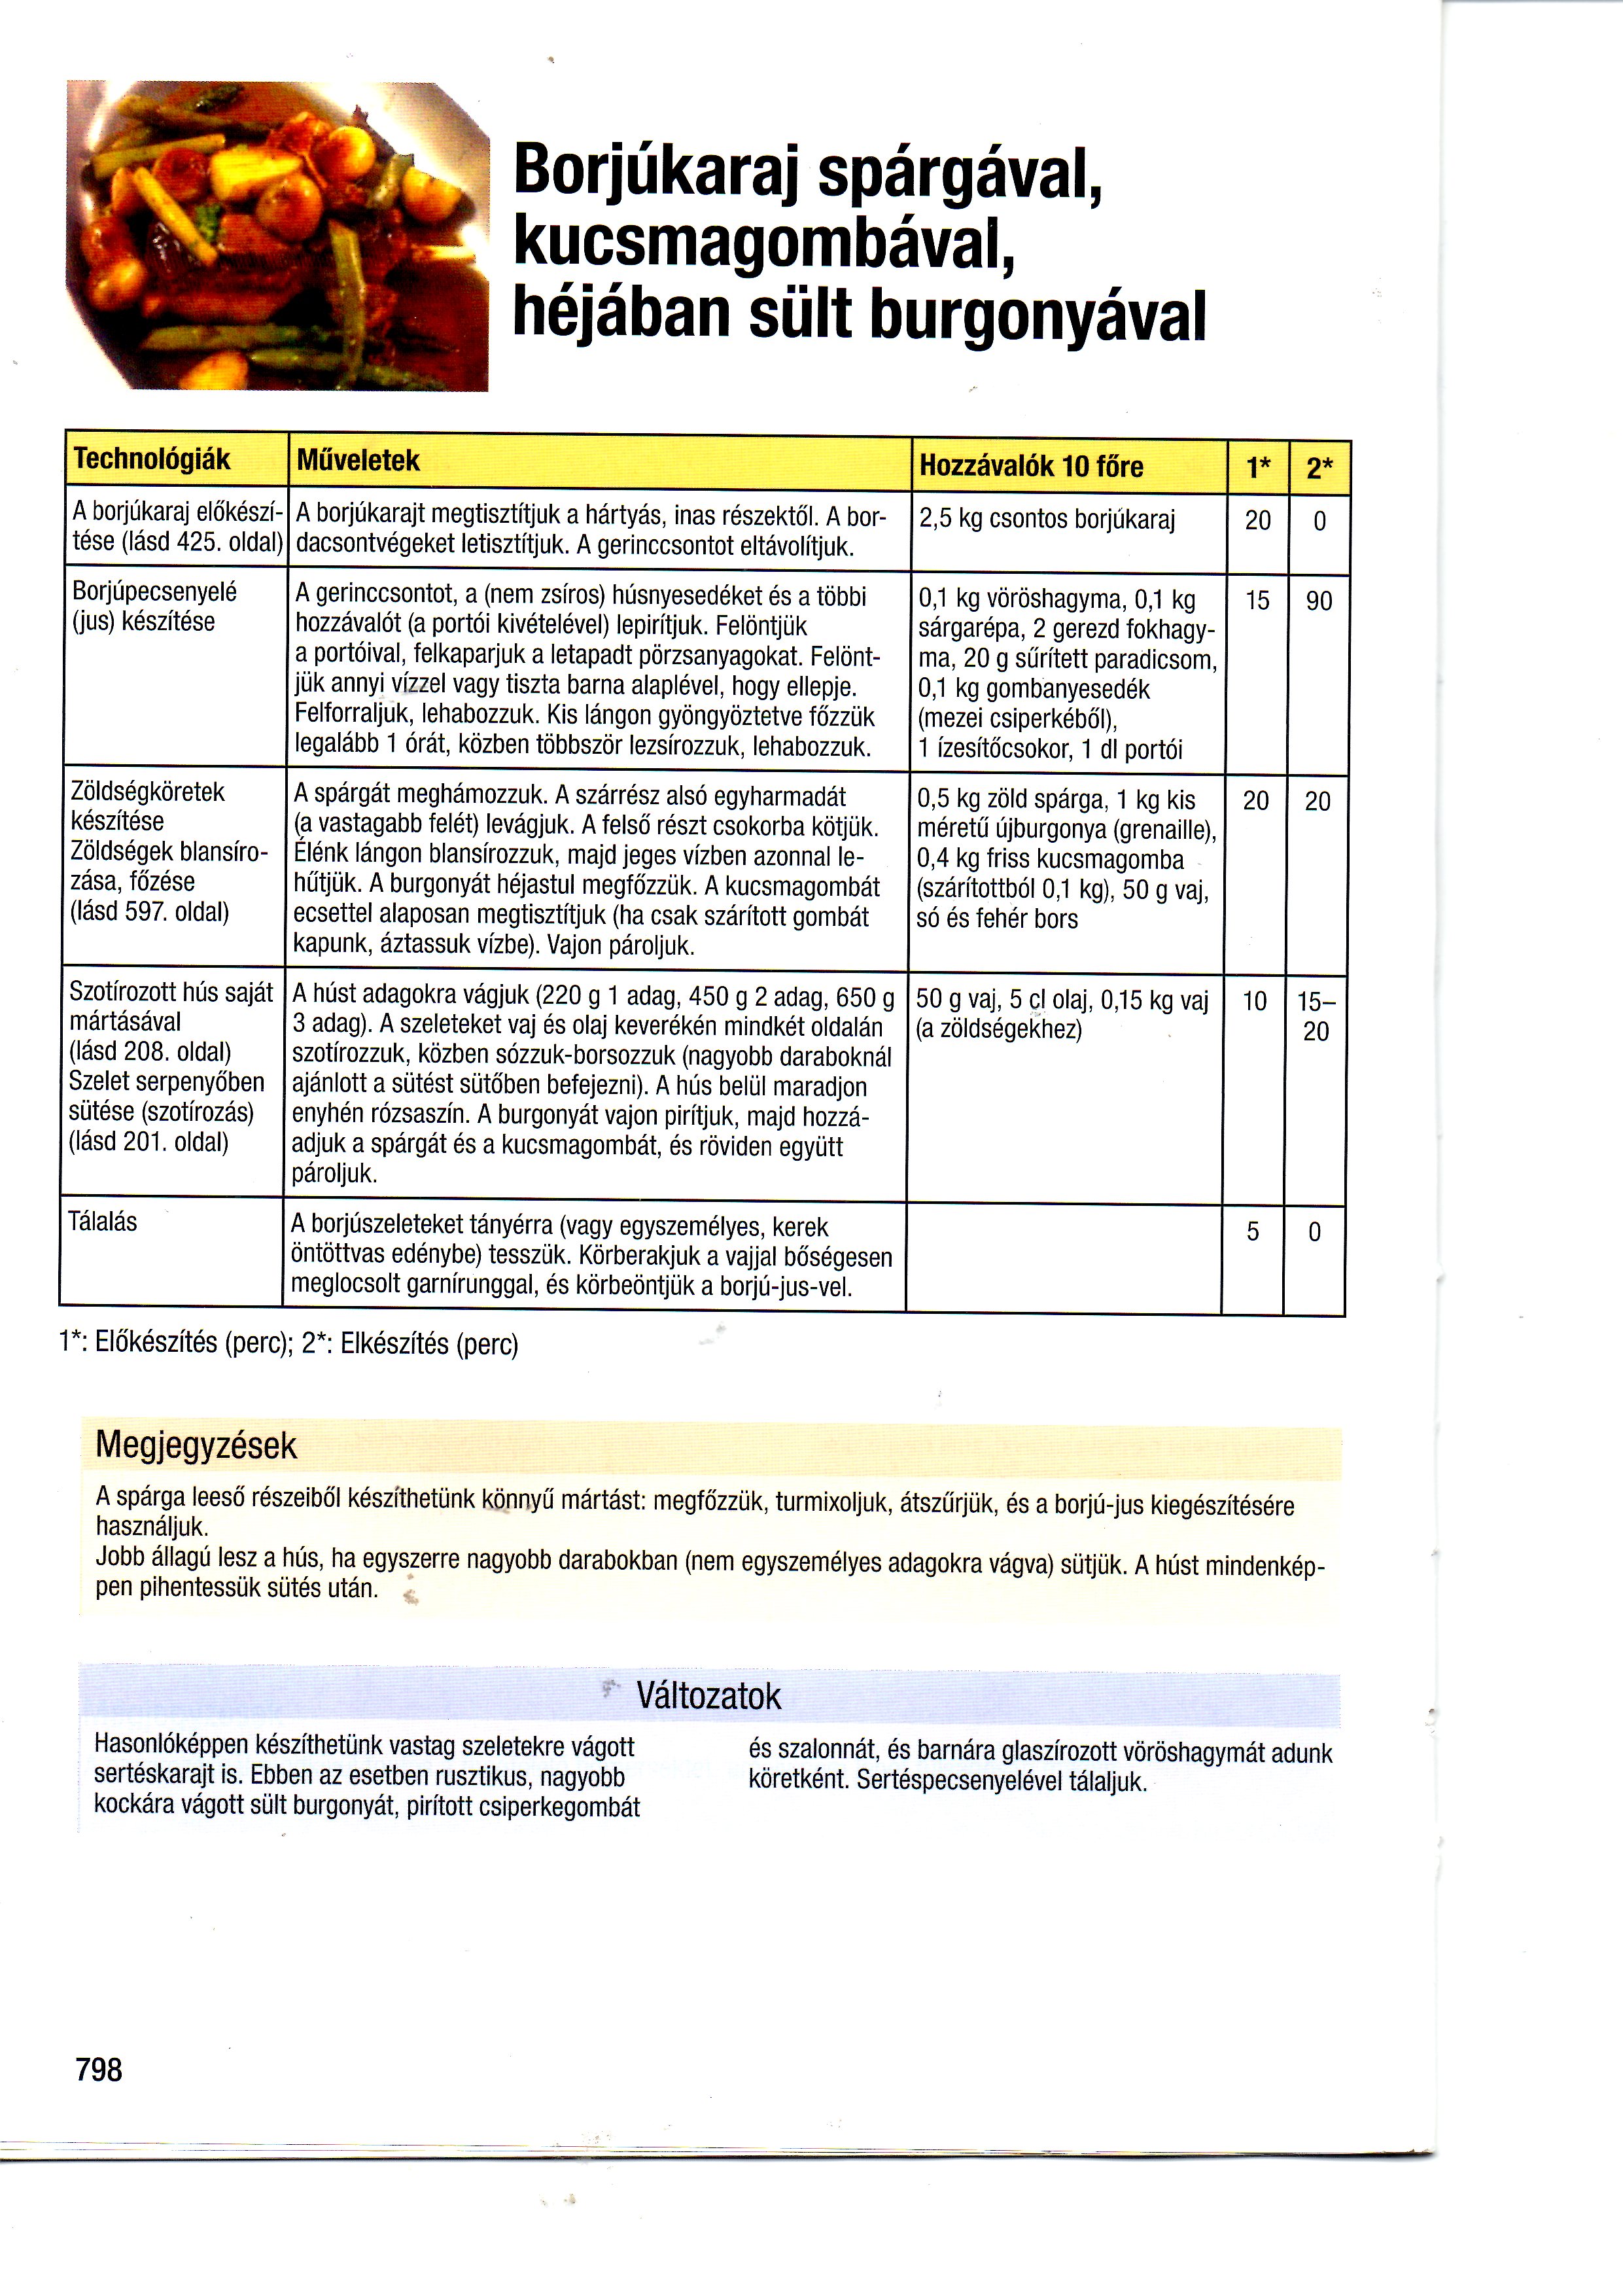 Borjúkaraj spárgával,
kucsmagombával,
héjában sült burgonyával
Technológiák
Műveletek
Hozzávalók 10 főre
1*
2*
A borjúkaraj előkészí-
tése (lásd 425. oldal)
A borjúkarajt megtisztítjuk a hártyás, inas részektől. A bor-
dacsontvégeket letisztítjuk. A gerinccsontot eltávolítjuk.
2,5 kg csontos borjúkaraj
20
0
Borjúpecsenyelé
(jus) készítése
A gerinccsontot, a (nem zsíros) húsnyesedéket és a többi
hozzávalót (a portói kivételével) lepirítjuk. Felöntjük
a portóival, felkaparjuk a letapadt pörzsanyagokat. Felönt-
jük annyi vízzel vagy tiszta barna alaplével, hogy ellepje.
Felforraljuk, lehabozzuk. Kis lángon gyöngyöztetve főzzük
legalább 1 órát, közben többször lezsírozzuk, lehabozzuk.
0,1 kg vöröshagyma, 0,1 kg
sárgarépa, 2 gerezd fokhagy-
ma, 20 g sűrített paradicsom,
0,1 kg gombanyesedék
(mezei csiperkéből),
1 ízesítőcsokor, 1 dl portói
15
90
Zöldségköretek
készítése
Zöldségek blansíro-
zása, főzése
(lásd 597. oldal)
A spárgát meghámozzuk. A szárrész alsó egyharmadát
(a vastagabb felét) levágjuk. A felső részt csokorba kötjük.
Élénk lángon blansírozzuk, majd jeges vízben azonnal le-
hűtjük. A burgonyát héjastul megfőzzük. A kucsmagombát
ecsettel alaposan megtisztítjuk (ha csak szárított gombát
kapunk, áztassuk vízbe). Vajon pároljuk.
0,5 kg zöld spárga, 1 kg kis
méretű újburgonya (grenaille),
0,4 kg friss kucsmagomba
(szárítottból 0,1 kg), 50 g vaj,
só és fehér bors
20
20
Szotírozott hús saját
mártásával
(lásd 208. oldal)
Szelet serpenyőben
sütése (szotírozás)
(lásd 201. oldal)
A húst adagokra vágjuk (220 g 1 adag, 450 g 2 adag, 650 g
3 adag). A szeleteket vaj és olaj keverékén mindkét oldalán
szotírozzuk, közben sózzuk-borsozzuk (nagyobb daraboknál
ajánlott a sütést sütőben befejezni). A hús belül maradjon
enyhén rózsaszín. A burgonyát vajon pirítjuk, majd hozzá-
adjuk a spárgát és a kucsmagombát, és röviden együtt
pároljuk.
50 g vaj, 5 cl olaj, 0,15 kg vaj
(a zöldségekhez)
10
15–
20
Tálalás
A borjúszeleteket tányérra (vagy egyszemélyes, kerek
öntöttvas edénybe) tesszük. Körberakjuk a vajjal bőségesen
meglocsolt garnírunggal, és körbeöntjük a borjú-jus-vel.
5
0
1*: Előkészítés (perc); 2*: Elkészítés (perc)
Megjegyzések
A spárga leeső részeiből készíthetünk könnyű mártást: megfőzzük, turmixoljuk, átszűrjük, és a borjú-jus kiegészítésére
használjuk.
Jobb állagú lesz a hús, ha egyszerre nagyobb darabokban (nem egyszemélyes adagokra vágva) sütjük. A húst mindenkép-
pen pihentessük sütés után.
Változatok
Hasonlóképpen készíthetünk vastag szeletekre vágott
sertéskarajt is. Ebben az esetben rusztikus, nagyobb
kockára vágott sült burgonyát, pirított csiperkegombát
és szalonnát, és barnára glaszírozott vöröshagymát adunk
köretként. Sertéspecsenyelével tálaljuk.
798